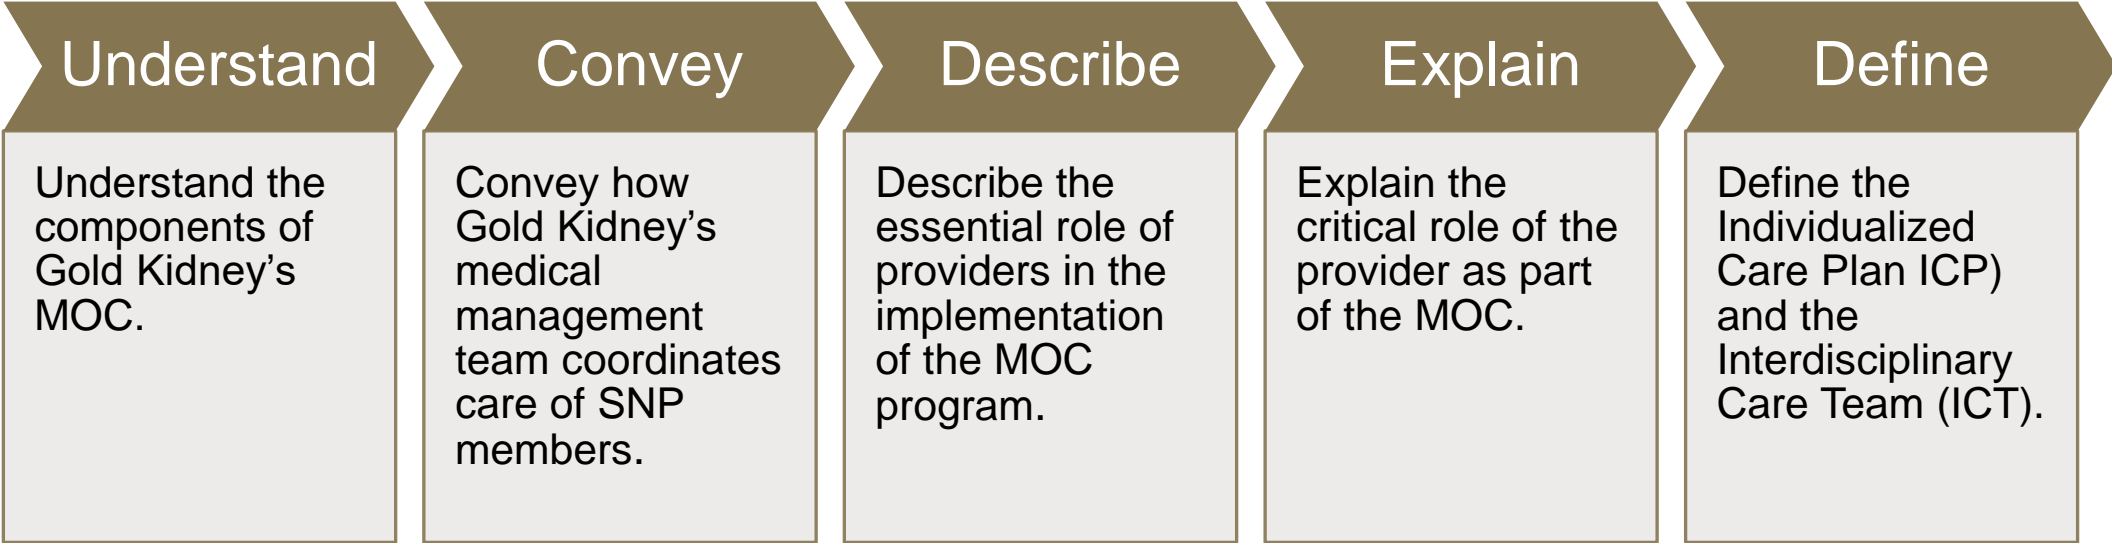 Understand
Understand the
components of
Gold Kidney’s
MOC.
Convey
Convey how
Gold Kidney’s
medical
management
team coordinates
care of SNP
members.
Describe
Describe the
essential role of
providers in the
implementation
of the MOC
program.
Explain
Explain the
critical role of the
provider as part
of the MOC.
Define
Define the
Individualized
Care Plan ICP)
and the
Interdisciplinary
Care Team (ICT).